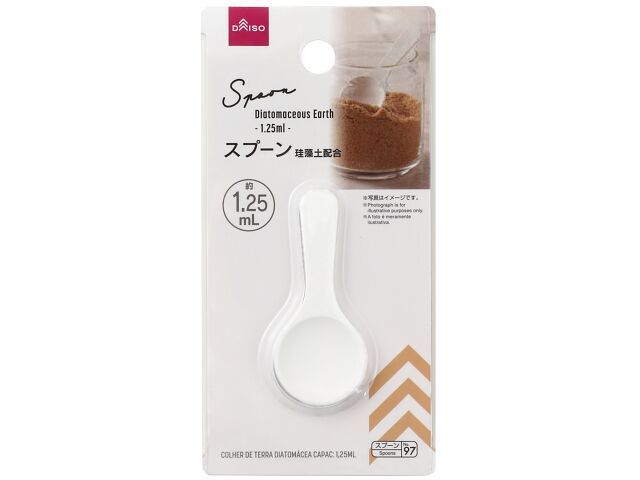 DAISO
Spoon
Diatomaceous Earth
- 1.25ml -
スプーン 珪藻土配合
約
1.25
mL
※写真はイメージです。
※Photograph is for
illustrative purposes only.
※A foto é meramente
ilustrativa.
スプーン
Spoons
No.
97
COLHER DE TERRA DIATOMÁCEA CAPAC: 1,25ML